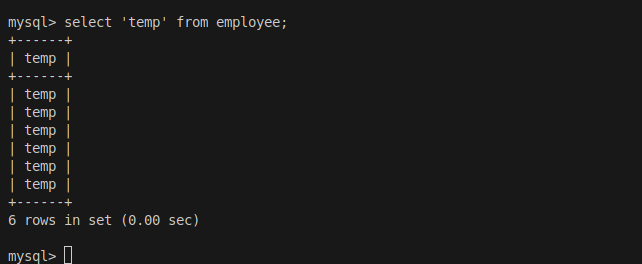 mysql> select 'temp' from employee;
+------+
| temp |
+------+
| temp |
| temp |
| temp |
| temp |
| temp |
| temp |
+------+
6 rows in set (0.00 sec)
mysql>